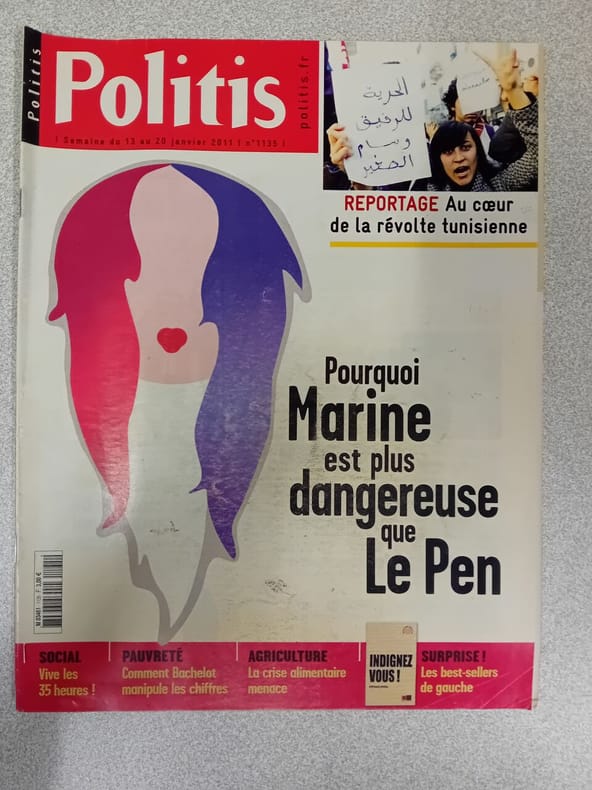 Politis
Politis
politis.fr
| Semaine du 13 au 20 janvier 2011 | n°1135 |
الحرية
للرفيق
وسام
الصغير
REPORTAGE Au cœur
de la révolte tunisienne
Pourquoi
Marine
est plus
dangereuse
que
Le Pen
SOCIAL
Vive les
35 heures !
PAUVRETÉ
Comment Bachelot
manipule les chiffres
AGRICULTURE
La crise alimentaire
menace
INDIGNEZ
VOUS !
SURPRISE !
Les best-sellers
de gauche